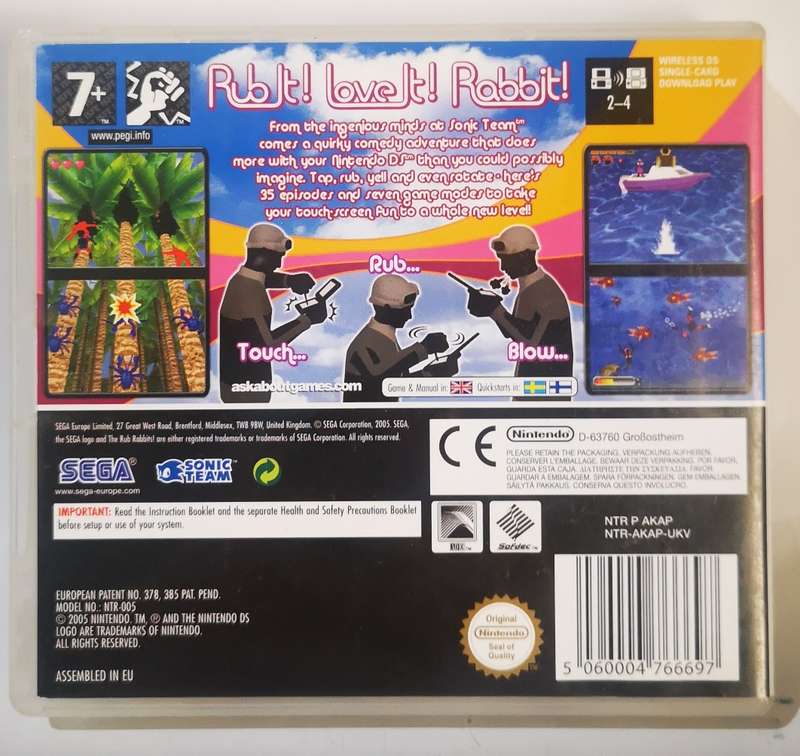 7+
™
™
www.pegi.info
Rub It! Love It! Rabbit!
WIRELESS DS
SINGLE-CARD
DOWNLOAD PLAY
2–4
From the ingenious minds at Sonic Team™
comes a quirky comedy adventure that does
more with your Nintendo DS™ than you could possibly
imagine. Tap, rub, yell and even rotate - here's
35 episodes and seven game modes to take
your touch-screen fun to a whole new level!
Rub...
Touch...
Blow...
askaboutgames.com
Game & Manual in:
Quickstarts in:
SEGA Europe Limited, 27 Great West Road, Brentford, Middlesex, TW8 9BW, United Kingdom. © SEGA Corporation, 2005. SEGA,
the SEGA logo and The Rub Rabbits! are either registered trademarks or trademarks of SEGA Corporation. All rights reserved.
SEGA®
www.sega-europe.com
SONIC
TEAM™
CE
Nintendo® D-63760 Großostheim
PLEASE RETAIN THE PACKAGING. VERPACKUNG AUFHEBEN.
CONSERVER L'EMBALLAGE. BEWAAR DEZE VERPAKKING. POR FAVOR,
GUARDA ESTA CAJA. ΔΙΑΤΗΡΗΣΤΕ ΤΗΝ ΣΥΣΚΕΥΑΣΙΑ. FAVOR
GUARDAR A EMBALAGEM. SPARA FÖRPACKNINGEN. GEM EMBALLAGEN.
SÄILYTÄ PAKKAUS. CONSERVA QUESTO INVOLUCRO.
IMPORTANT: Read the Instruction Booklet and the separate Health and Safety Precautions Booklet
before setup or use of your system.
Sofdec™
NTR P AKAP
NTR-AKAP-UKV
EUROPEAN PATENT NO. 378, 385 PAT. PEND.
MODEL NO.: NTR-005
© 2005 NINTENDO. TM, ® AND THE NINTENDO DS
LOGO ARE TRADEMARKS OF NINTENDO.
ALL RIGHTS RESERVED.
ASSEMBLED IN EU
Original
Nintendo®
Seal of
Quality
TM
5 060004 766697